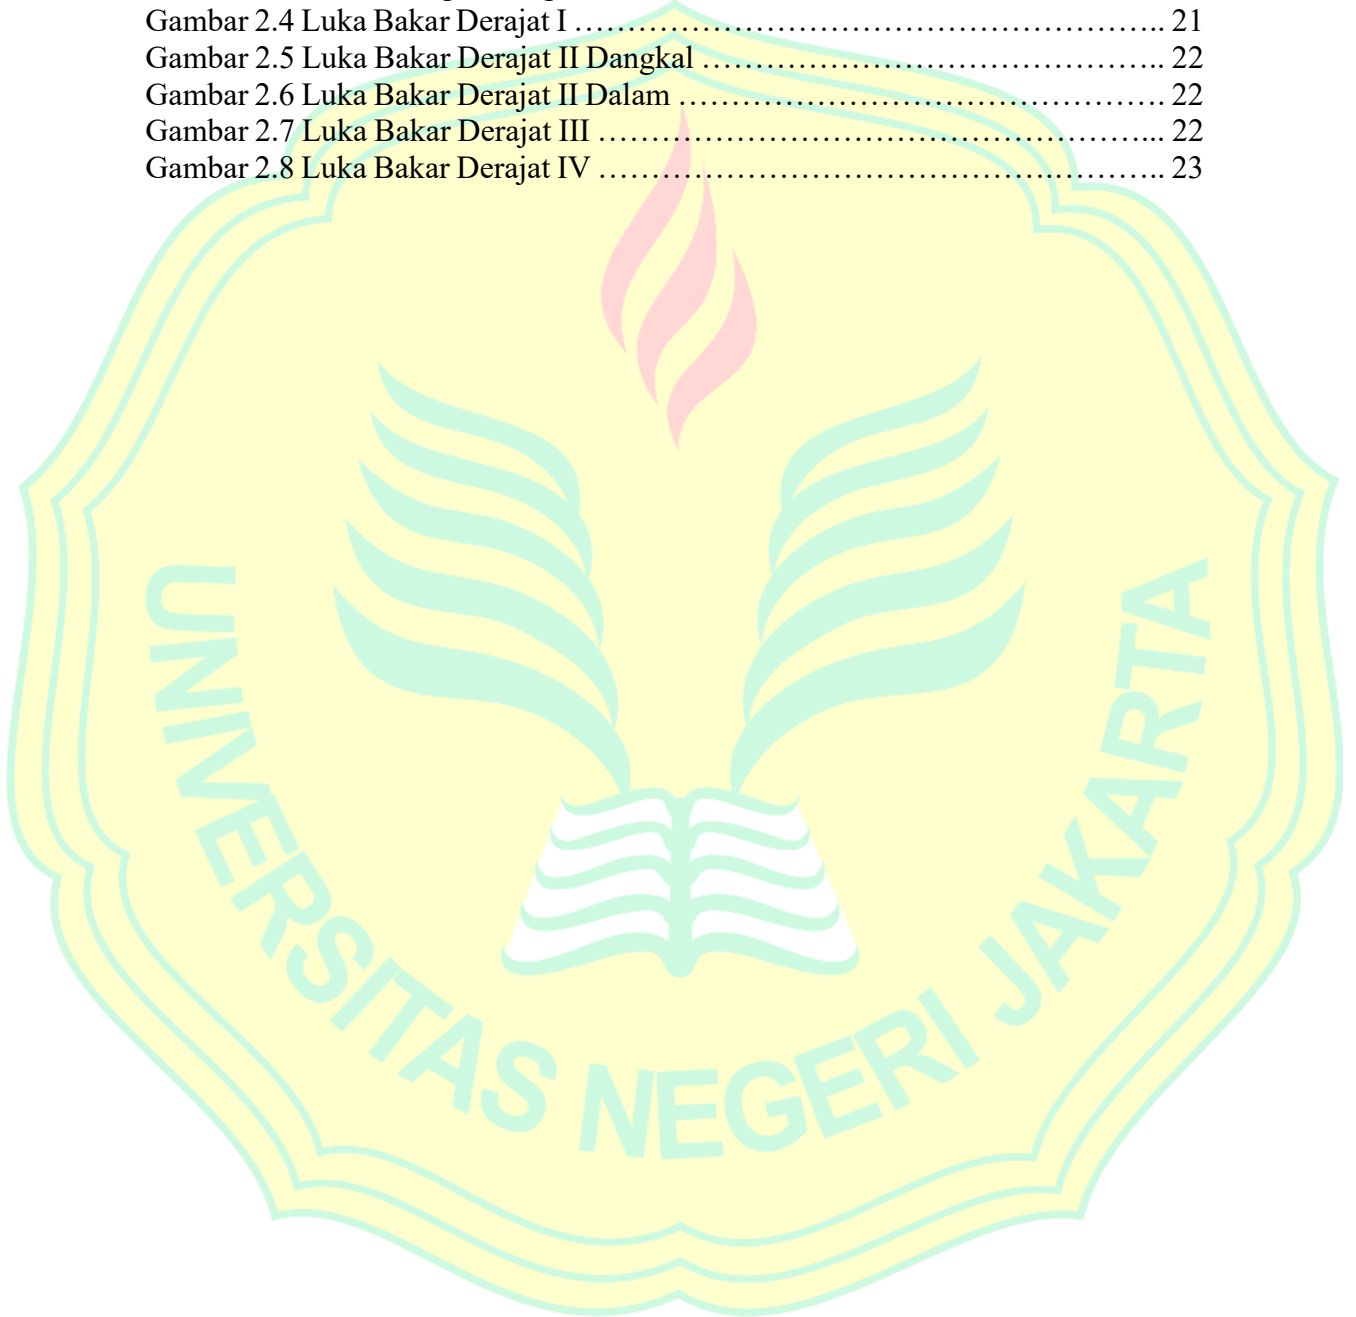 Gambar 2.4 Luka Bakar Derajat I ……………………………………………….. 21
Gambar 2.5 Luka Bakar Derajat II Dangkal …………………………………….. 22
Gambar 2.6 Luka Bakar Derajat II Dalam ………………………………………. 22
Gambar 2.7 Luka Bakar Derajat III ……………………………………………... 22
Gambar 2.8 Luka Bakar Derajat IV …………………………………………….. 23
UNIVERSITAS NEGERI JAKARTA